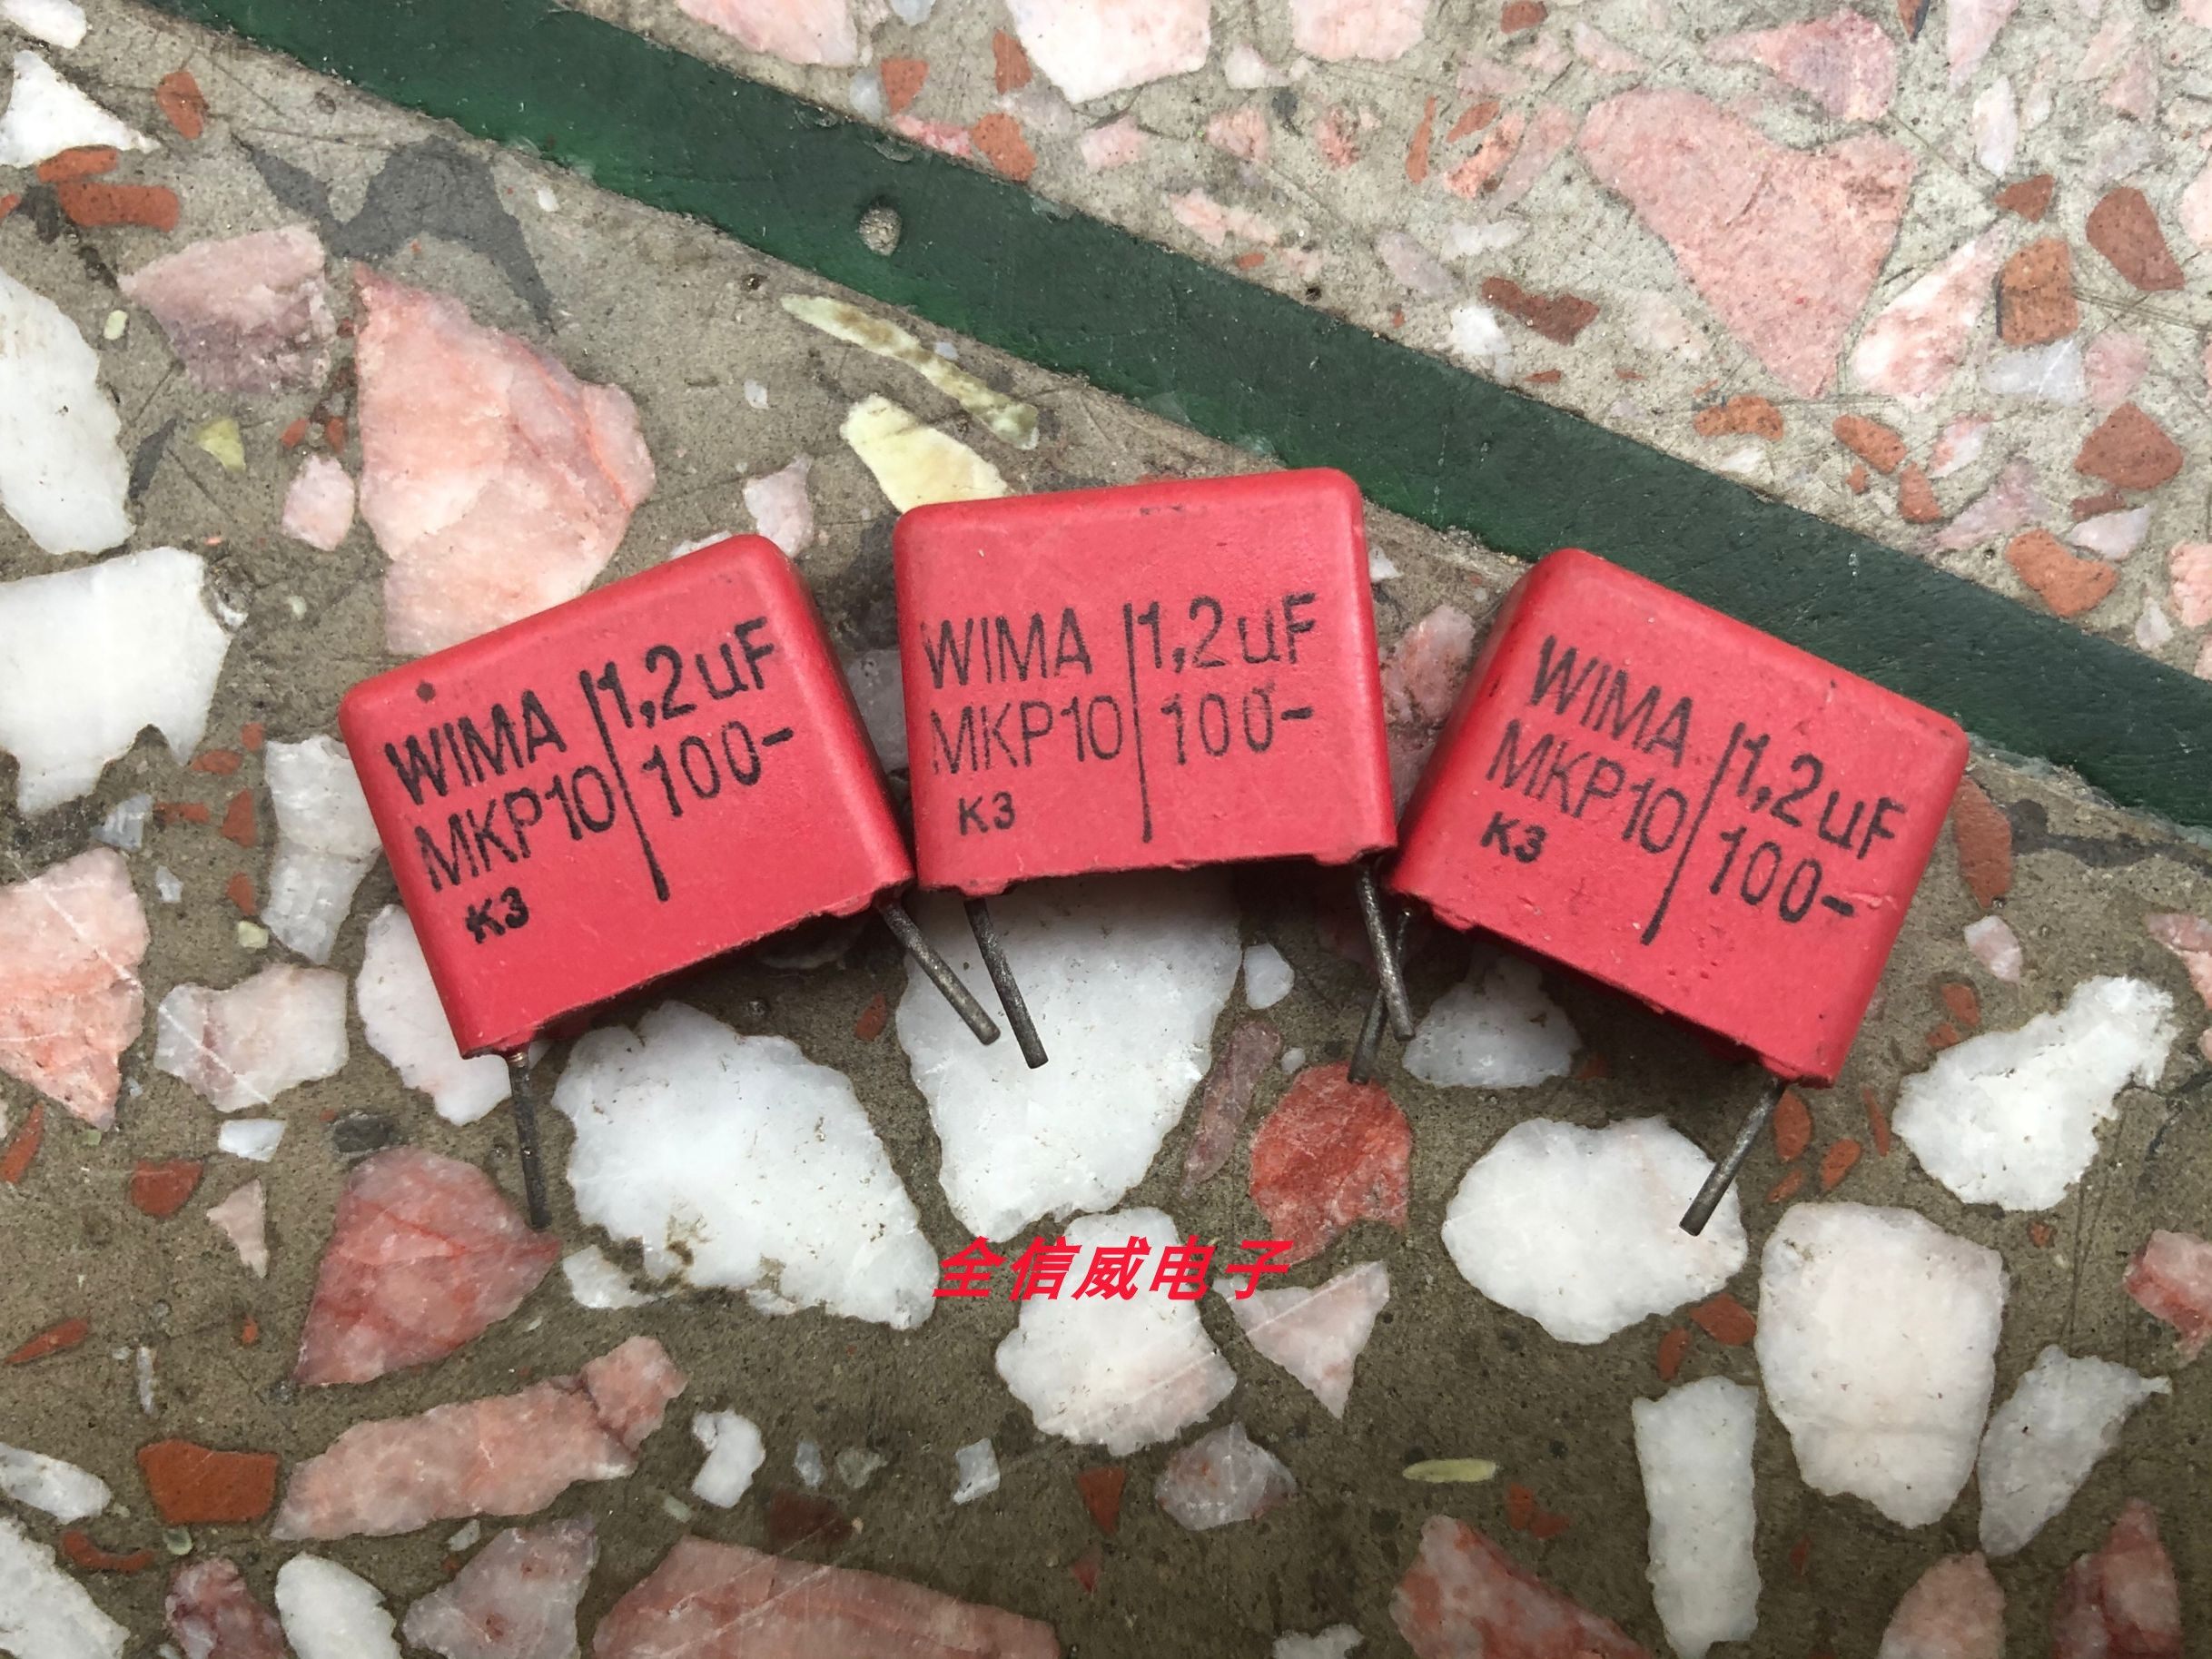 WIMA 1,2uF
MKP10 100-
K3
WIMA 1,2uF
MKP10 100-
K3
WIMA 1,2uF
MKP10 100-
K3
全信威电子